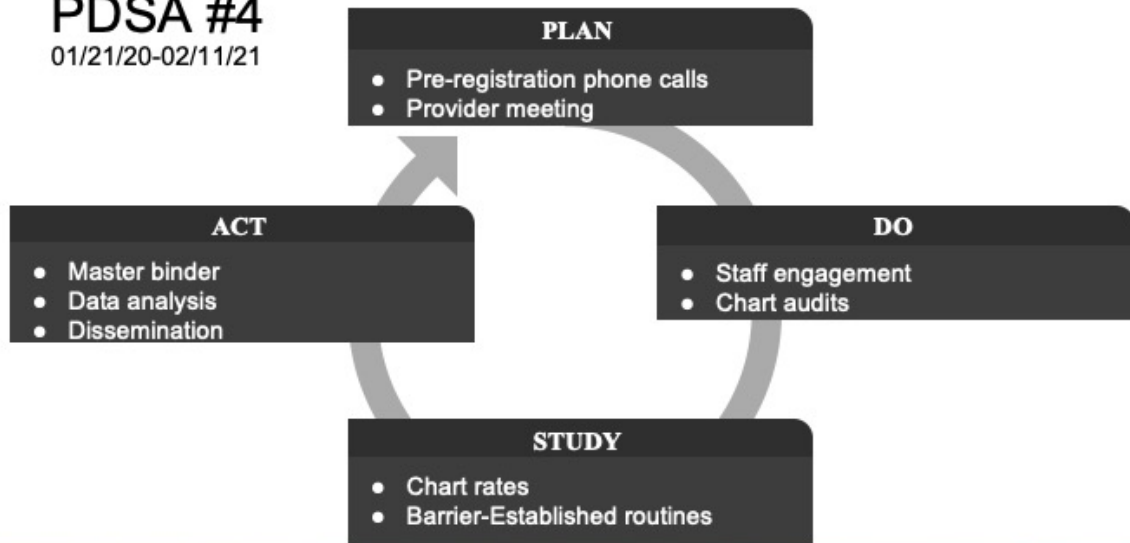 PDSA #4
01/21/20-02/11/21
PLAN
● Pre-registration phone calls
● Provider meeting
ACT
● Master binder
● Data analysis
● Dissemination
DO
● Staff engagement
● Chart audits
STUDY
● Chart rates
● Barrier-Established routines